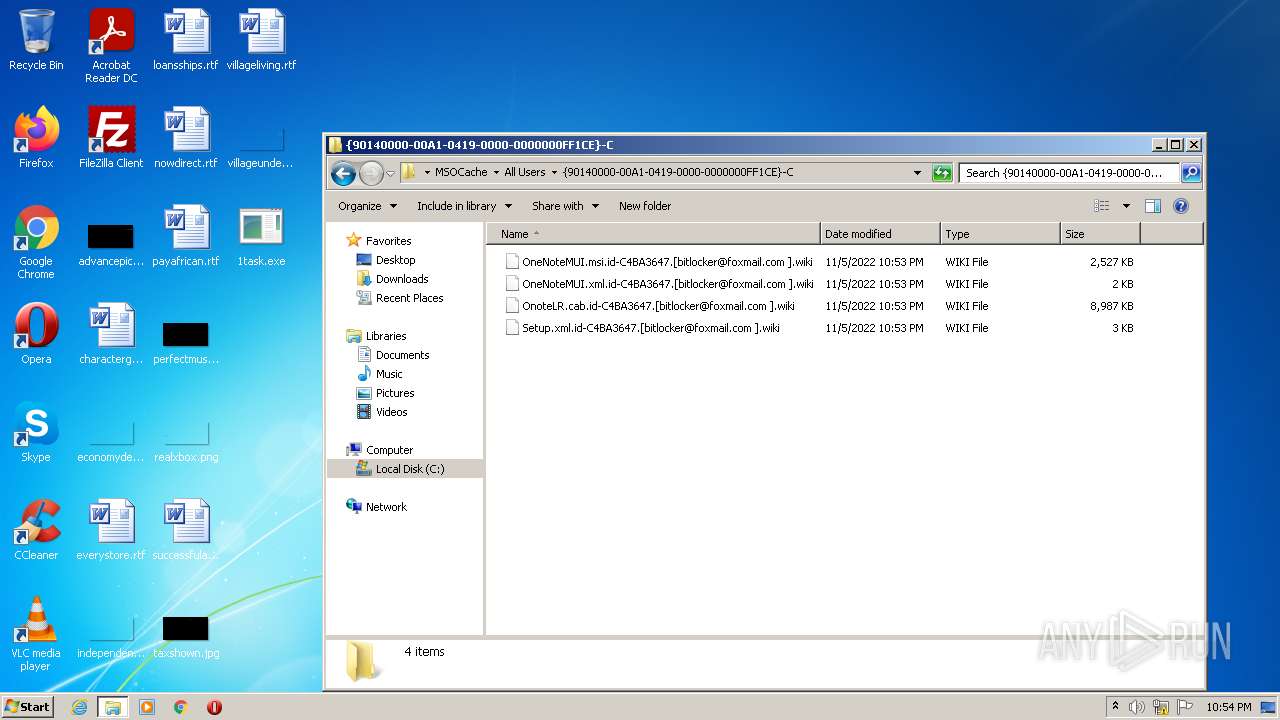 Recycle Bin
Acrobat Reader DC
loansships.rtf
villageliving.rtf
Firefox
FileZilla Client
nowdirect.rtf
villageunde...
Google Chrome
advancepic...
payafrican.rtf
1task.exe
Opera
characterg...
perfectmus...
Skype
economyde...
realxbox.png
CCleaner
everystore.rtf
successfula...
VLC media player
independen...
taxshown.jpg
{90140000-00A1-0419-0000-0000000FF1CE}-C
MSOCache
All Users
{90140000-00A1-0419-0000-0000000FF1CE}-C
Search {90140000-00A1-0419-0000-0...
Organize
Include in library
Share with
New folder
Favorites
Desktop
Downloads
Recent Places
Libraries
Documents
Music
Pictures
Videos
Computer
Local Disk (C:)
Network
Name Date modified Type Size
OneNoteMUI.msi.id-C4BA3647.[bitlocker@foxmail.com ].wiki 11/5/2022 10:53 PM WIKI File 2,525 KB
OneNoteMUI.xml.id-C4BA3647.[bitlocker@foxmail.com ].wiki 11/5/2022 10:53 PM WIKI File 2 KB
OnoteLR.cab.id-C4BA3647.[bitlocker@foxmail.com ].wiki 11/5/2022 10:53 PM WIKI File 8,987 KB
Setup.xml.id-C4BA3647.[bitlocker@foxmail.com ].wiki 11/5/2022 10:53 PM WIKI File 3 KB
4 items
ANY RUN
Start
10:54 PM